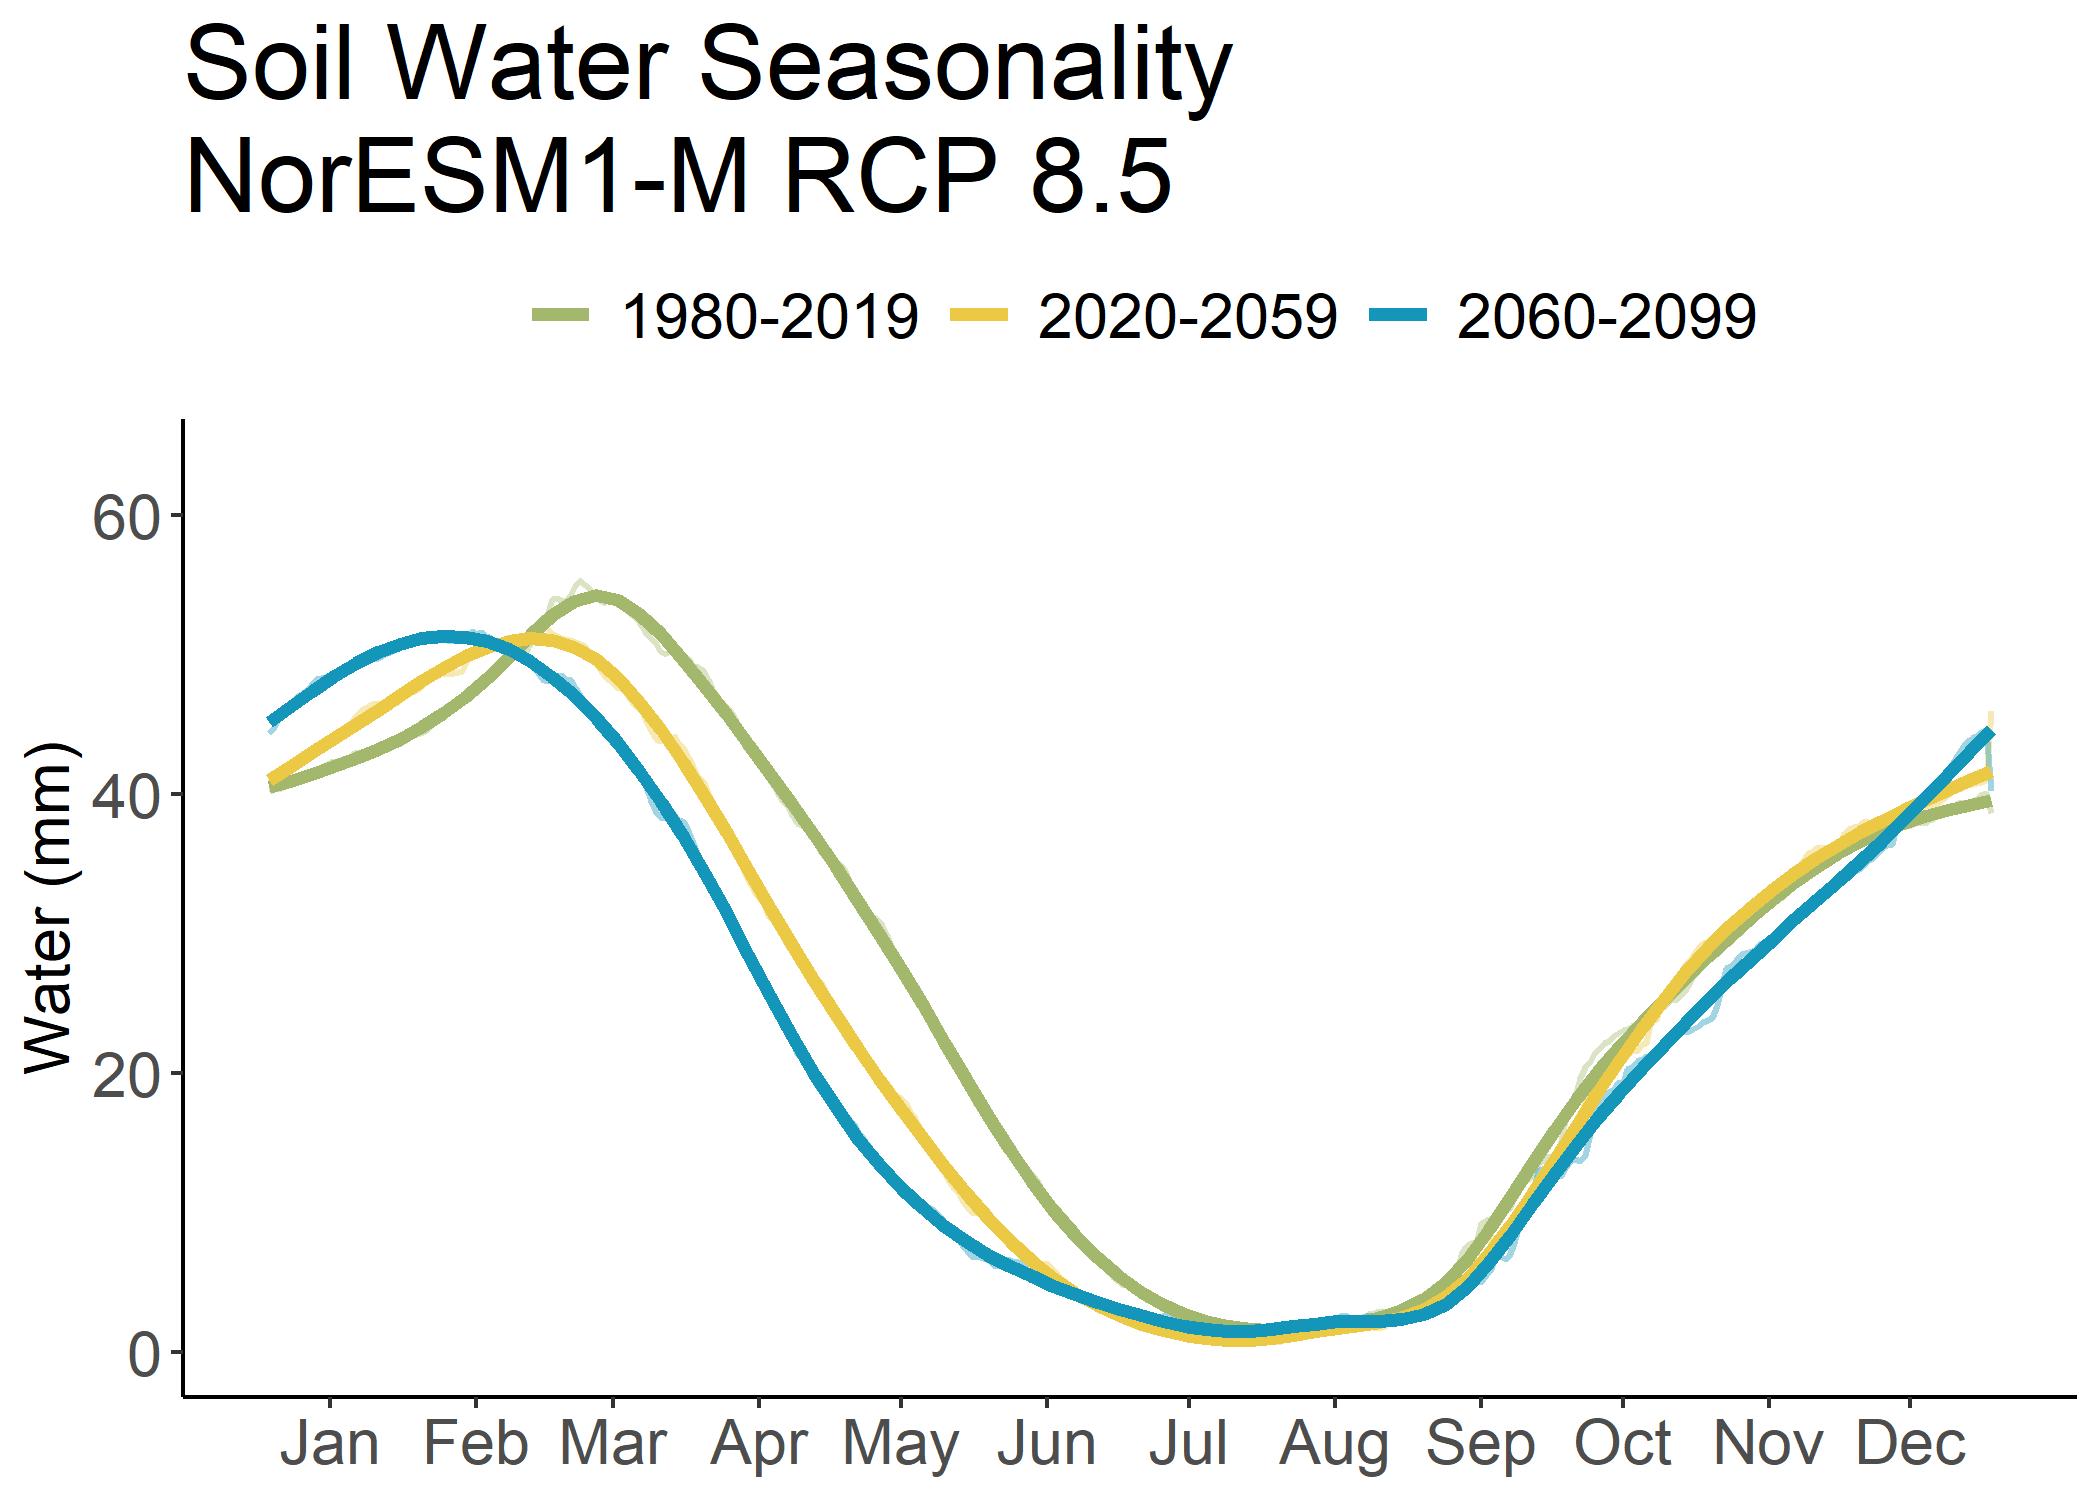 Soil Water Seasonality
NorESM1-M RCP 8.5
1980-2019 2020-2059 2060-2099
Water (mm)
60
40
20
0
Jan Feb Mar Apr May Jun Jul Aug Sep Oct Nov Dec